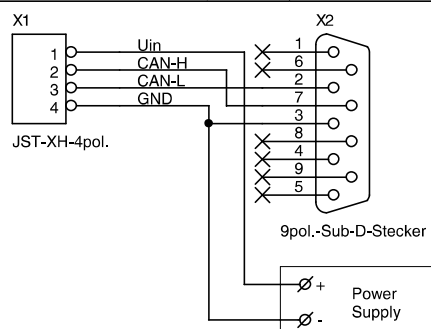 X1
X2
1
2
3
4
Uin
CAN-H
CAN-L
GND
JST-XH-4pol.
1
6
2
7
3
8
4
9
5
9pol.-Sub-D-Stecker
+
-
Power
Supply